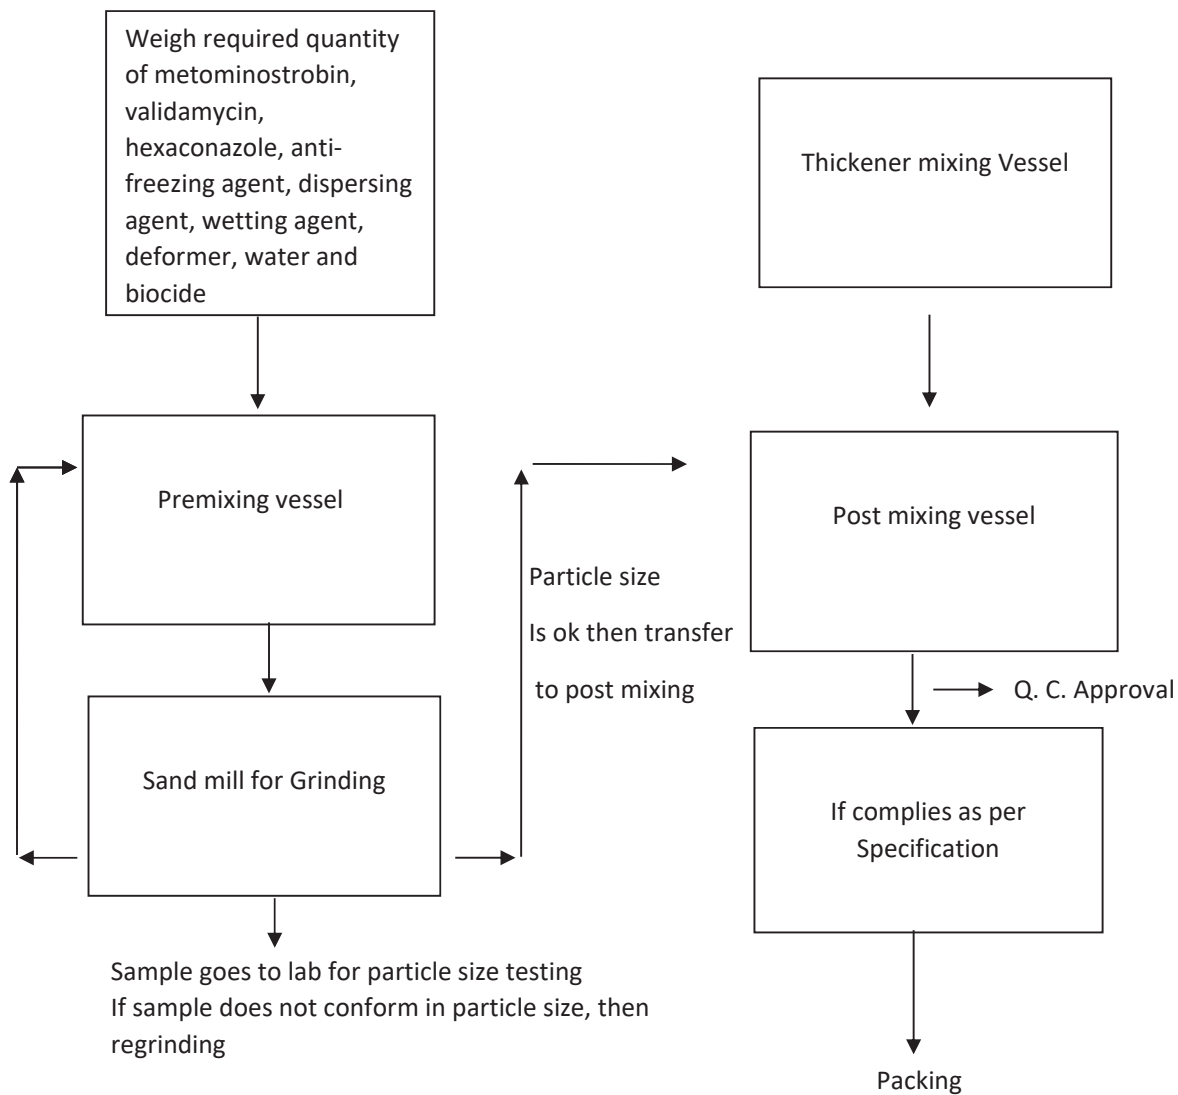 Weigh required quantity
of metominostrobin,
validamycin,
hexaconazole, anti-
freezing agent, dispersing
agent, wetting agent,
deformer, water and
biocide
Premixing vessel
Sand mill for Grinding
Sample goes to lab for particle size testing
If sample does not conform in particle size, then
regrinding
Particle size
Is ok then transfer
to post mixing
Thickener mixing Vessel
Post mixing vessel
Q. C. Approval
If complies as per
Specification
Packing